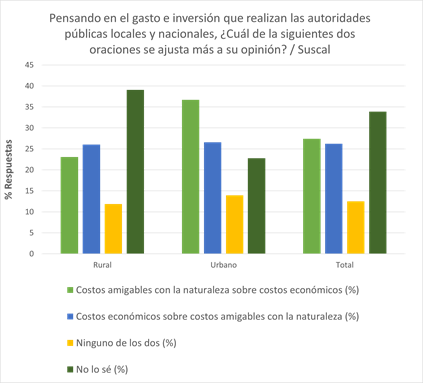 Pensando en el gasto e inversión que realizan las autoridades
públicas locales y nacionales, ¿Cuál de la siguientes dos
oraciones se ajusta más a su opinión? / Suscal
% Respuestas
45
40
35
30
25
20
15
10
5
0
Rural
Urbano
Total
Costos amigables con la naturaleza sobre costos económicos (%)
Costos económicos sobre costos amigables con la naturaleza (%)
Ninguno de los dos (%)
No lo sé (%)